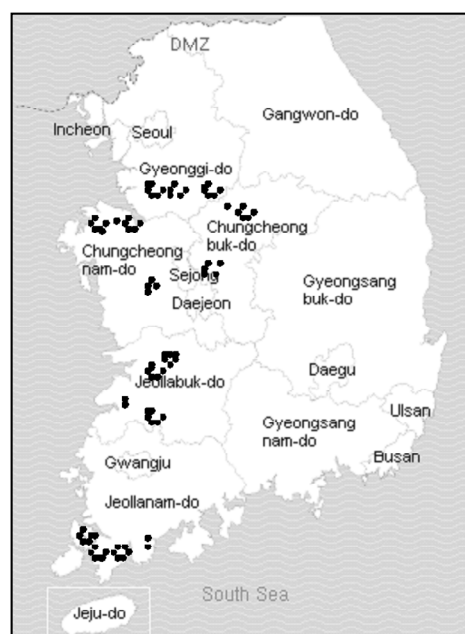 DMZ
Gangwon-do
Incheon
Seoul
Gyeonggi-do
Chungcheong
buk-do
Chungcheong
nam-do
Sejong
Daejeon
Gyeongsang
buk-do
Daegu
Jeollabuk-do
Ulsan
Gyeongsang
nam-do
Busan
Gwangju
Jeollanam-do
South Sea
Jeju-do